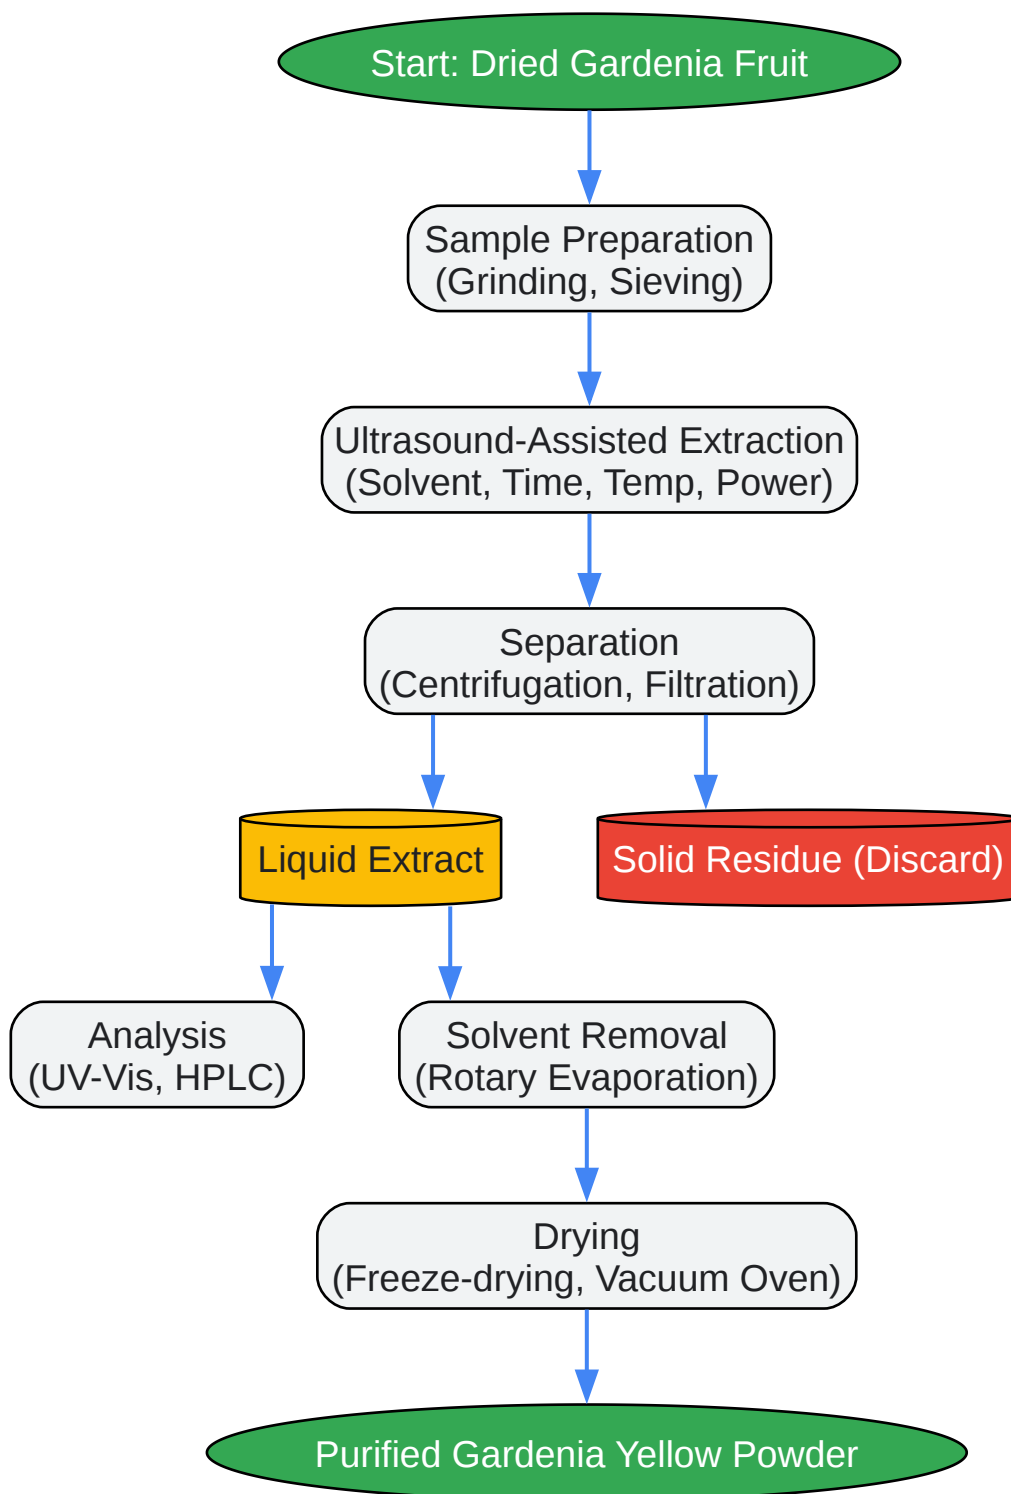 Start: Dried Gardenia Fruit
Sample Preparation
(Grinding, Sieving)
Ultrasound-Assisted Extraction
(Solvent, Time, Temp, Power)
Separation
(Centrifugation, Filtration)
Liquid Extract
Solid Residue (Discard)
Analysis
(UV-Vis, HPLC)
Solvent Removal
(Rotary Evaporation)
Drying
(Freeze-drying, Vacuum Oven)
Purified Gardenia Yellow Powder